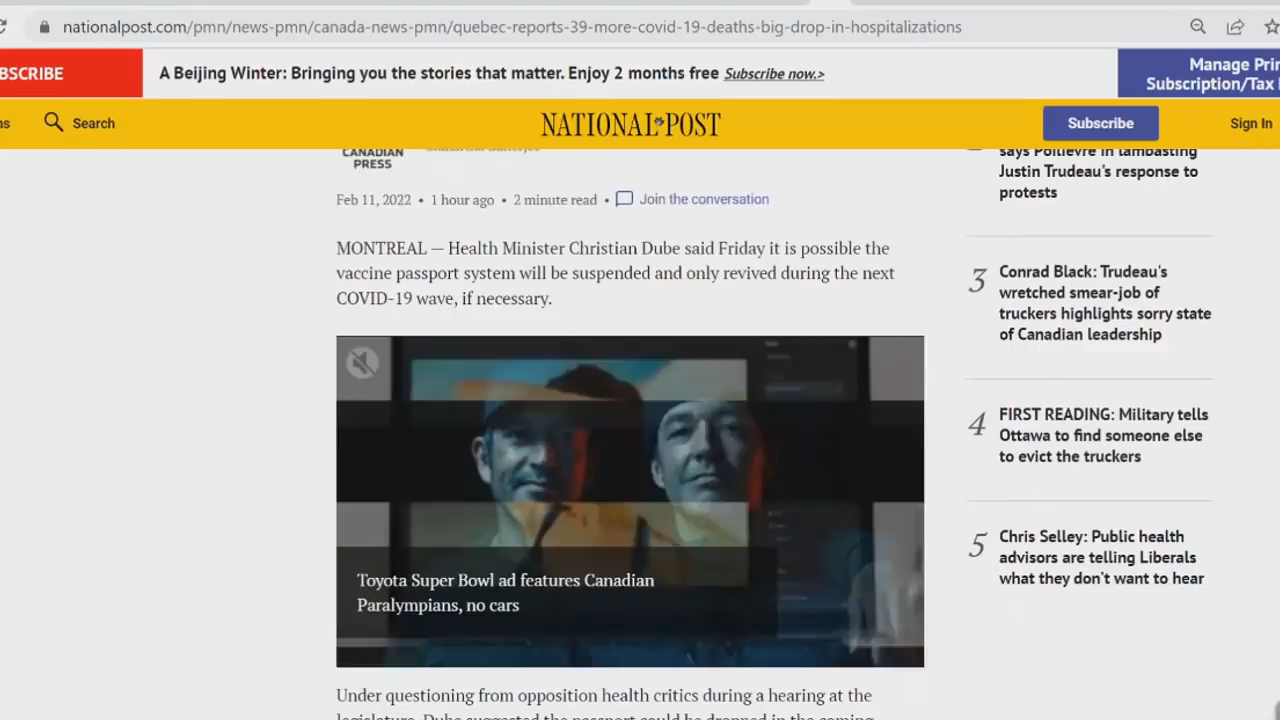 nationalpost.com/pmn/news-pmn/canada-news-pmn/quebec-reports-39-more-covid-19-deaths-big-drop-in-hospitalizations
BSCRIBE
A Beijing Winter: Bringing you the stories that matter. Enjoy 2 months free Subscribe now.>
Manage Prin
Subscription/Tax
ns
Search
NATIONAL POST
Subscribe
Sign In
CANADIAN
PRESS
Feb 11, 2022 • 1 hour ago • 2 minute read • Join the conversation
MONTREAL — Health Minister Christian Dube said Friday it is possible the
vaccine passport system will be suspended and only revived during the next
COVID-19 wave, if necessary.
Toyota Super Bowl ad features Canadian
Paralympians, no cars
Under questioning from opposition health critics during a hearing at the
legislature, Dube suggested the passport could be dropped in the coming
says Poilievre in lambasting
Justin Trudeau's response to
protests
3
Conrad Black: Trudeau's
wretched smear-job of
truckers highlights sorry state
of Canadian leadership
4
FIRST READING: Military tells
Ottawa to find someone else
to evict the truckers
5
Chris Selley: Public health
advisors are telling Liberals
what they don't want to hear